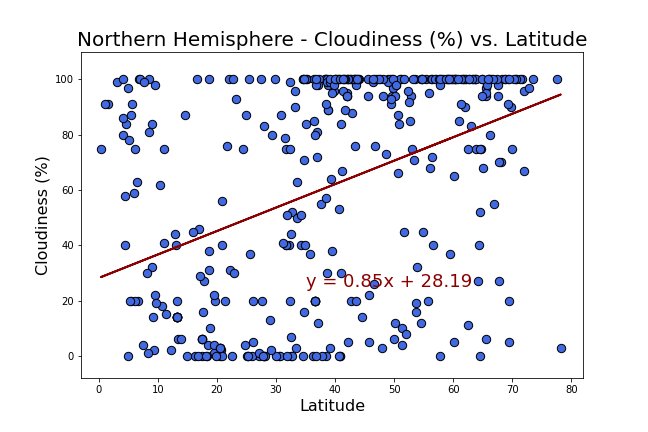 Northern Hemisphere - Cloudiness (%) vs. Latitude
100
80
60
40
20
0
Cloudiness (%)
y = 0.85x + 28.19
0 10 20 30 40 50 60 70 80
Latitude